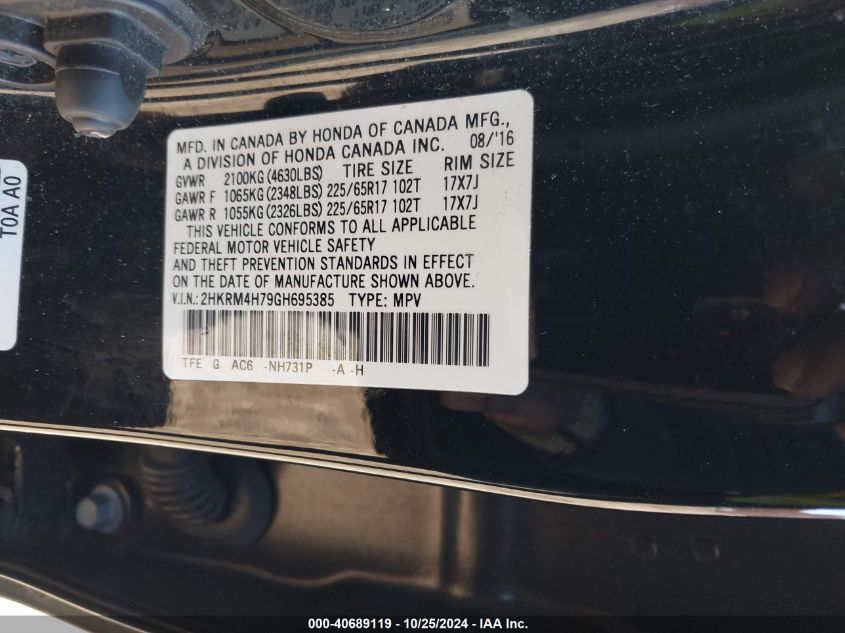 MFD. IN CANADA BY HONDA OF CANADA MFG.,
A DIVISION OF HONDA CANADA INC. 08/'16
GVWR 2100KG (4630LBS) TIRE SIZE RIM SIZE
GAWR F 1065KG (2348LBS) 225/65R17 102T 17X7J
GAWR R 1055KG (2326LBS) 225/65R17 102T 17X7J
THIS VEHICLE CONFORMS TO ALL APPLICABLE
FEDERAL MOTOR VEHICLE SAFETY
AND THEFT PREVENTION STANDARDS IN EFFECT
ON THE DATE OF MANUFACTURE SHOWN ABOVE.
V.I.N.: 2HKRM4H79GH695385 TYPE: MPV
TFE G AC6 -NH731P -A -H
T0A A0
000-40689119 - 10/25/2024 - IAA Inc.